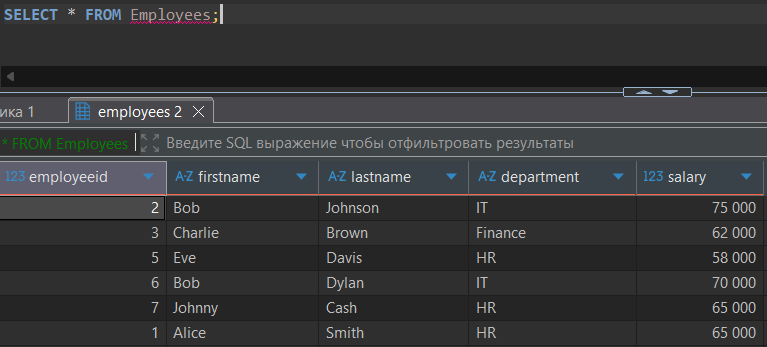 SELECT * FROM Employees;
ика 1 employees 2
* FROM Employees Введите SQL выражение чтобы отфильтровать результаты
123 employeeid A-Z firstname A-Z lastname A-Z department 123 salary
2 Bob Johnson IT 75 000
3 Charlie Brown Finance 62 000
5 Eve Davis HR 58 000
6 Bob Dylan IT 70 000
7 Johnny Cash HR 65 000
1 Alice Smith HR 65 000